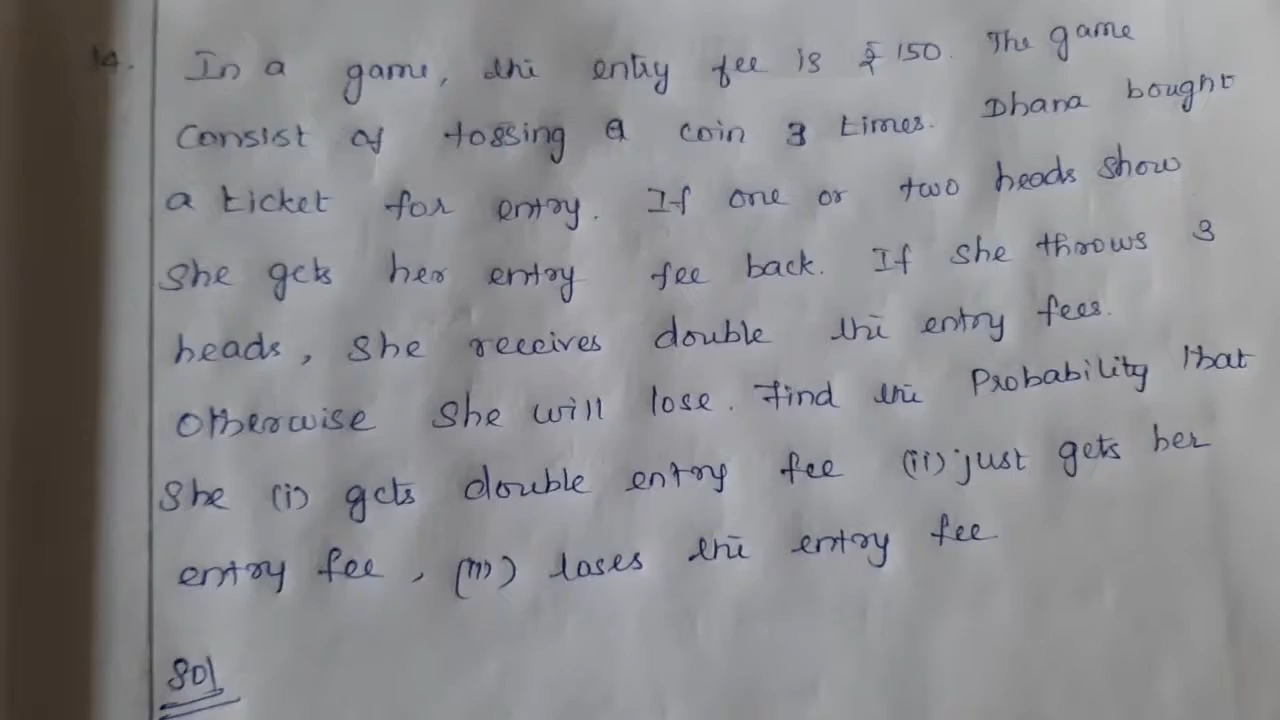 14. In a game, the entry fee is ₹ 150. The game
consist of tossing a coin 3 times. Dhana bought
a ticket for entry. If one or two heads show
she gets her entry fee back. If she throws 3
heads, she receives double the entry fees.
otherwise she will lose. Find the Probability that
she (i) gets double entry fee (ii) just gets her
entry fee, (iii) loses the entry fee
Sol